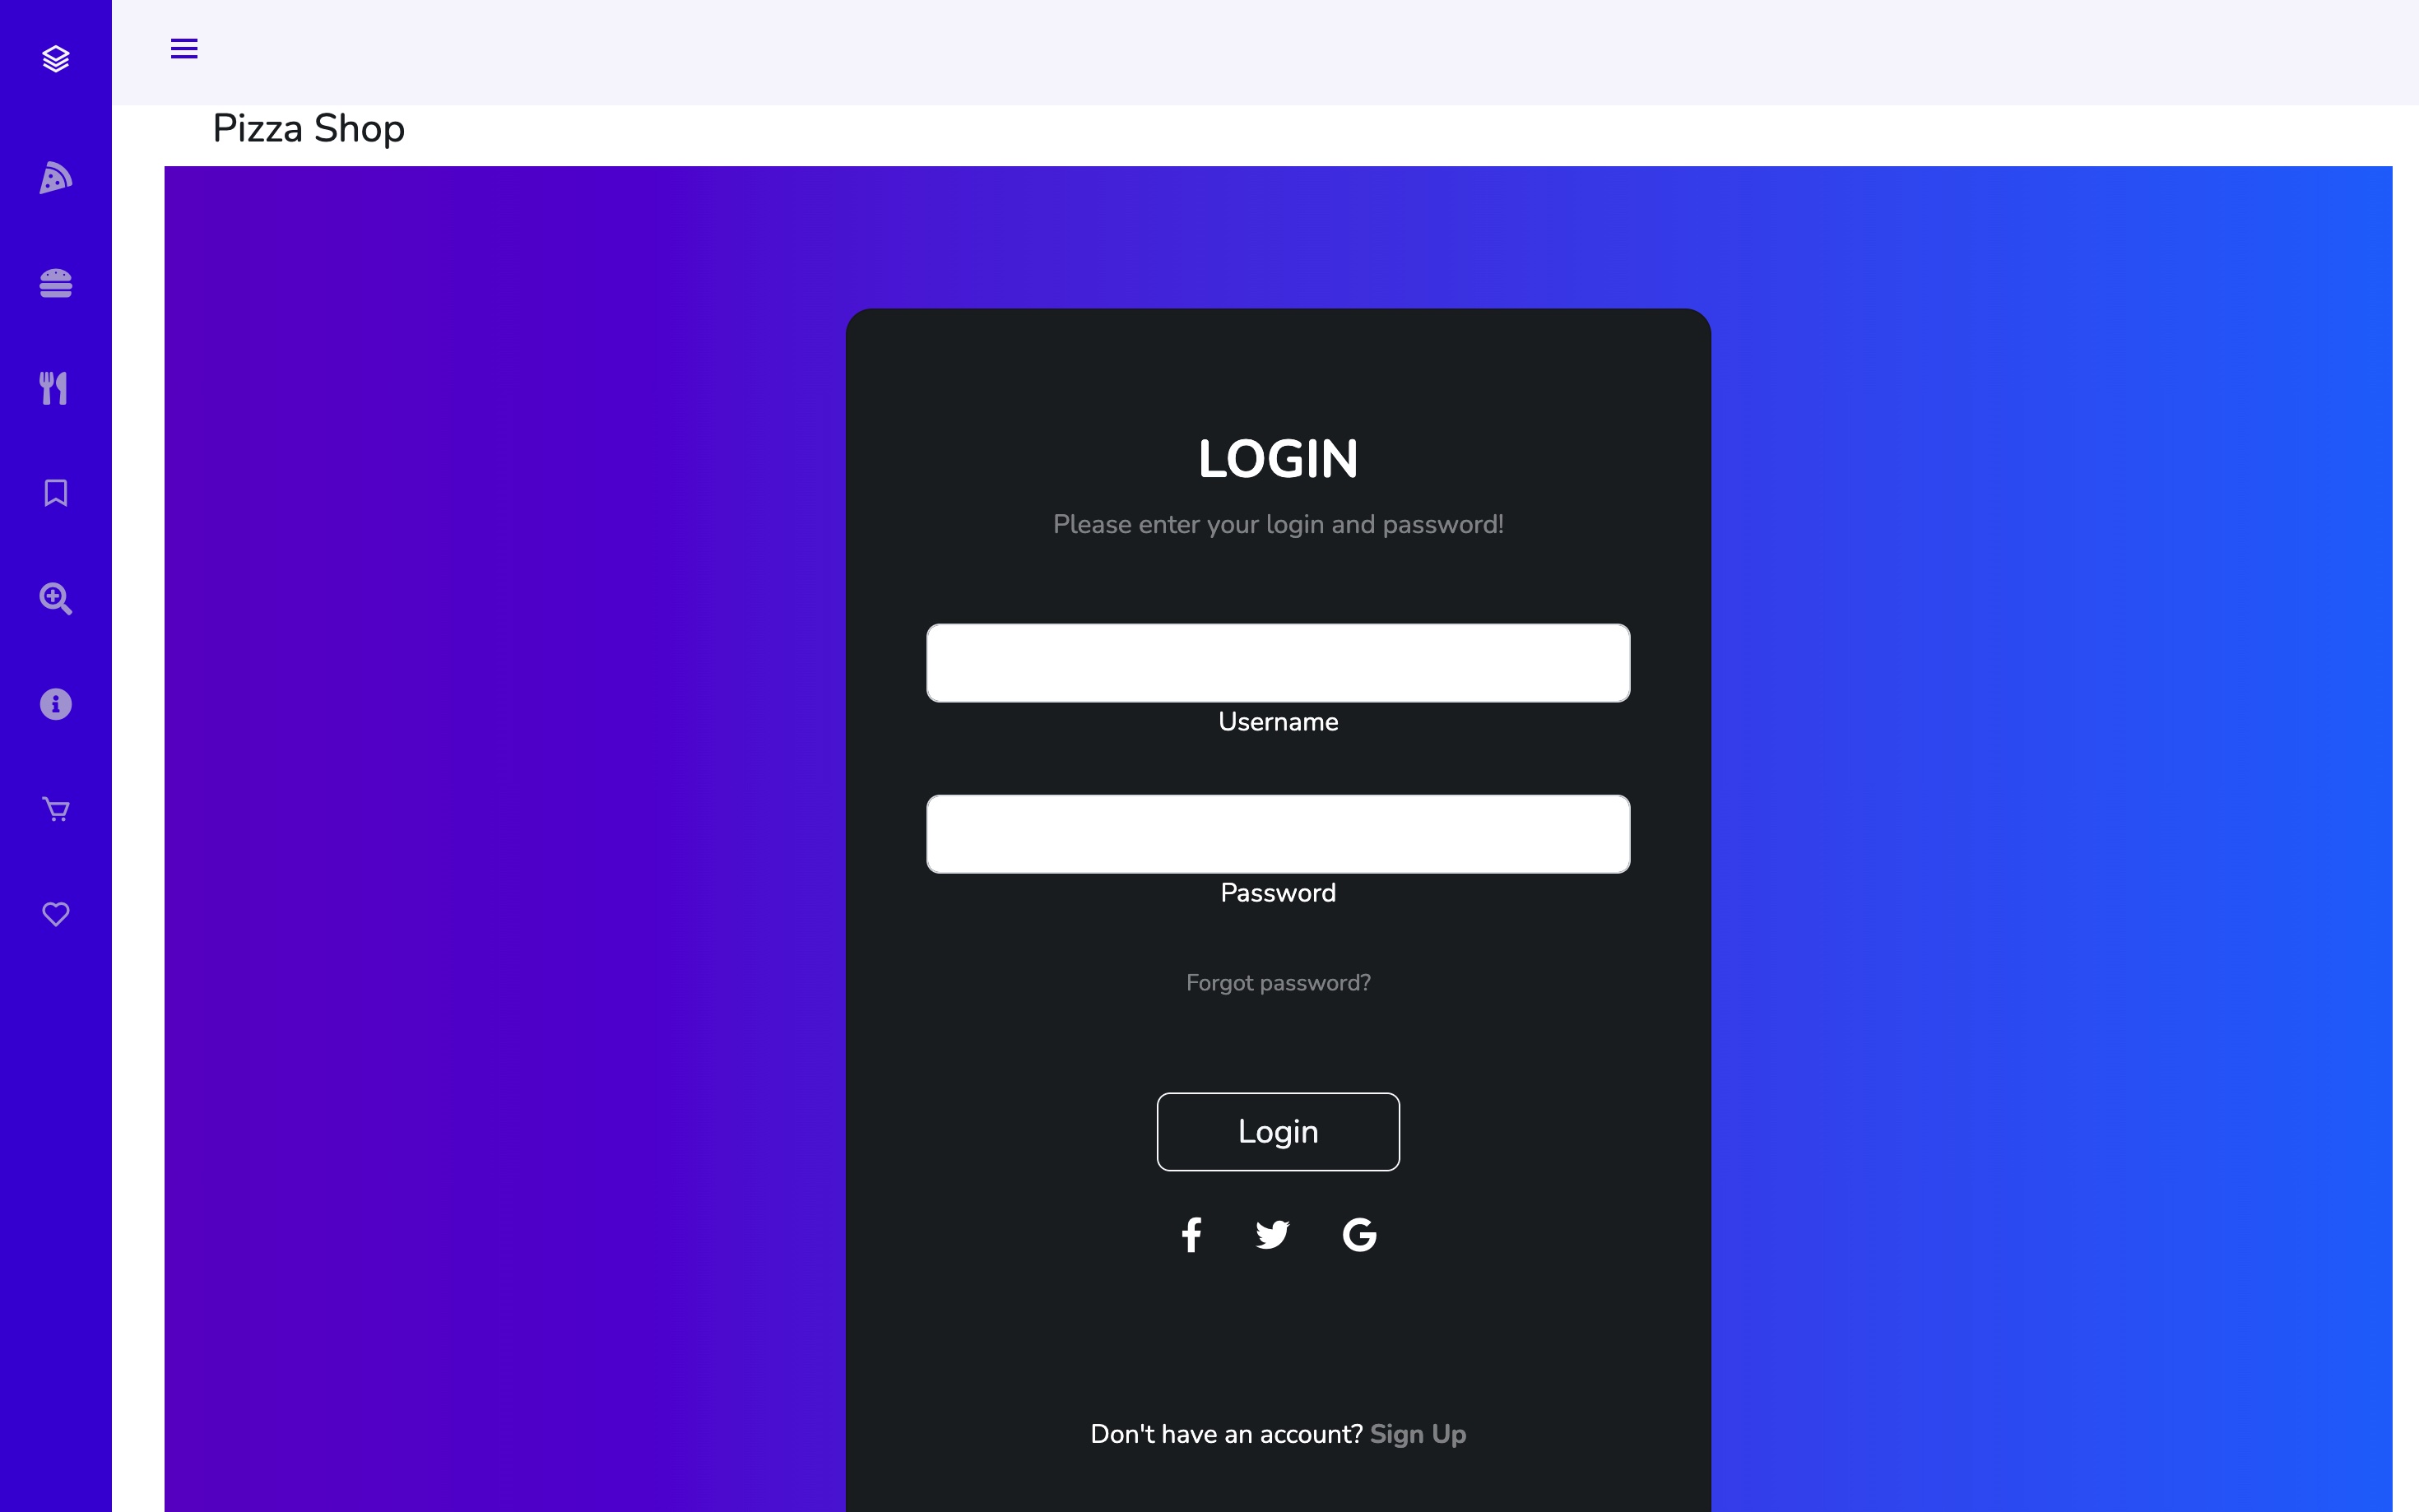 Pizza Shop
LOGIN
Please enter your login and password!
Username
Password
Forgot password?
Login
Don't have an account? Sign Up